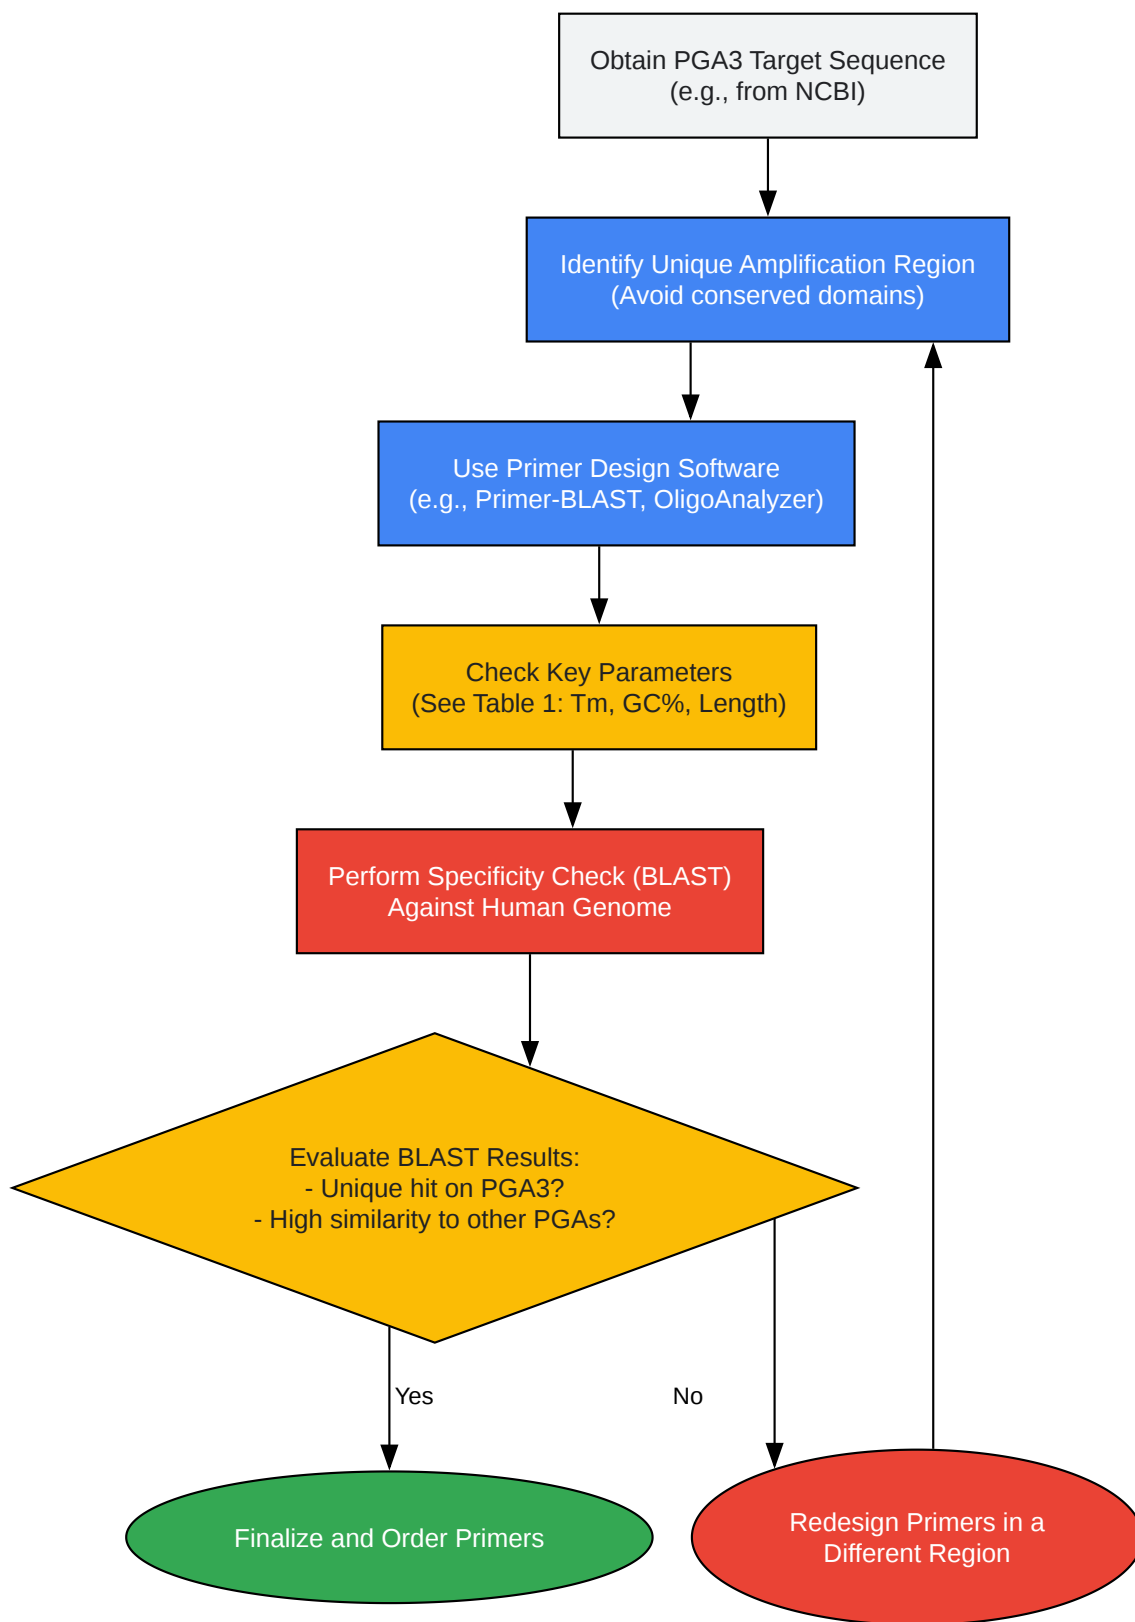 Obtain PGA3 Target Sequence
(e.g., from NCBI)
Identify Unique Amplification Region
(Avoid conserved domains)
Use Primer Design Software
(e.g., Primer-BLAST, OligoAnalyzer)
Check Key Parameters
(See Table 1: Tm, GC%, Length)
Perform Specificity Check (BLAST)
Against Human Genome
Evaluate BLAST Results:
- Unique hit on PGA3?
- High similarity to other PGAs?
Yes
No
Finalize and Order Primers
Redesign Primers in a
Different Region